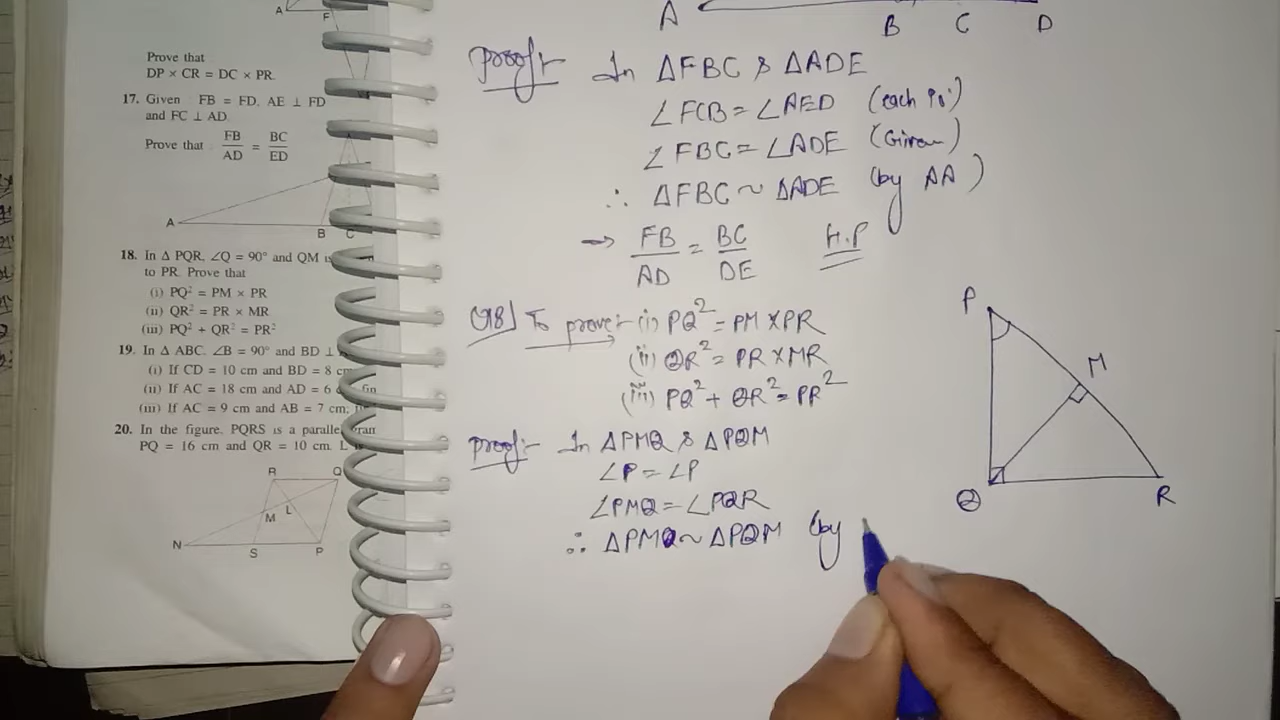 A F
Prove that
DP × CR = DC × PR.
17. Given FB = FD, AE ⊥ FD
and FC ⊥ AD.
Prove that FB/AD = BC/ED
A B C
18. In Δ PQR, ∠Q = 90° and QM
to PR. Prove that
(i) PQ² = PM × PR
(ii) QR² = PR × MR
(iii) PQ² + QR² = PR²
19. In Δ ABC, ∠B = 90° and BD ⊥
(i) If CD = 10 cm and BD = 8 cm
(ii) If AC = 18 cm and AD = 6
(iii) If AC = 9 cm and AB = 7 cm,
20. In the figure, PQRS is a
PQ = 16 cm and QR = 10 cm. L
R Q
M L
N S P
A B C D
Proof:- In ΔFBC & ΔADE
∠FCB = ∠AED (each 90°)
∠FBC = ∠ADE (Given)
∴ ΔFBC ~ ΔADE (by AA)
→ FB/AD = BC/DE H.P
Q18] To prove:- (i) PQ² = PM × PR
(ii) QR² = PR × MR
(iii) PQ² + QR² = PR²
Proof:- In ΔPMQ & ΔPQM
∠P = ∠P
∠PMQ = ∠PQR
∴ ΔPMQ ~ ΔPQM (by
P
M
Q R